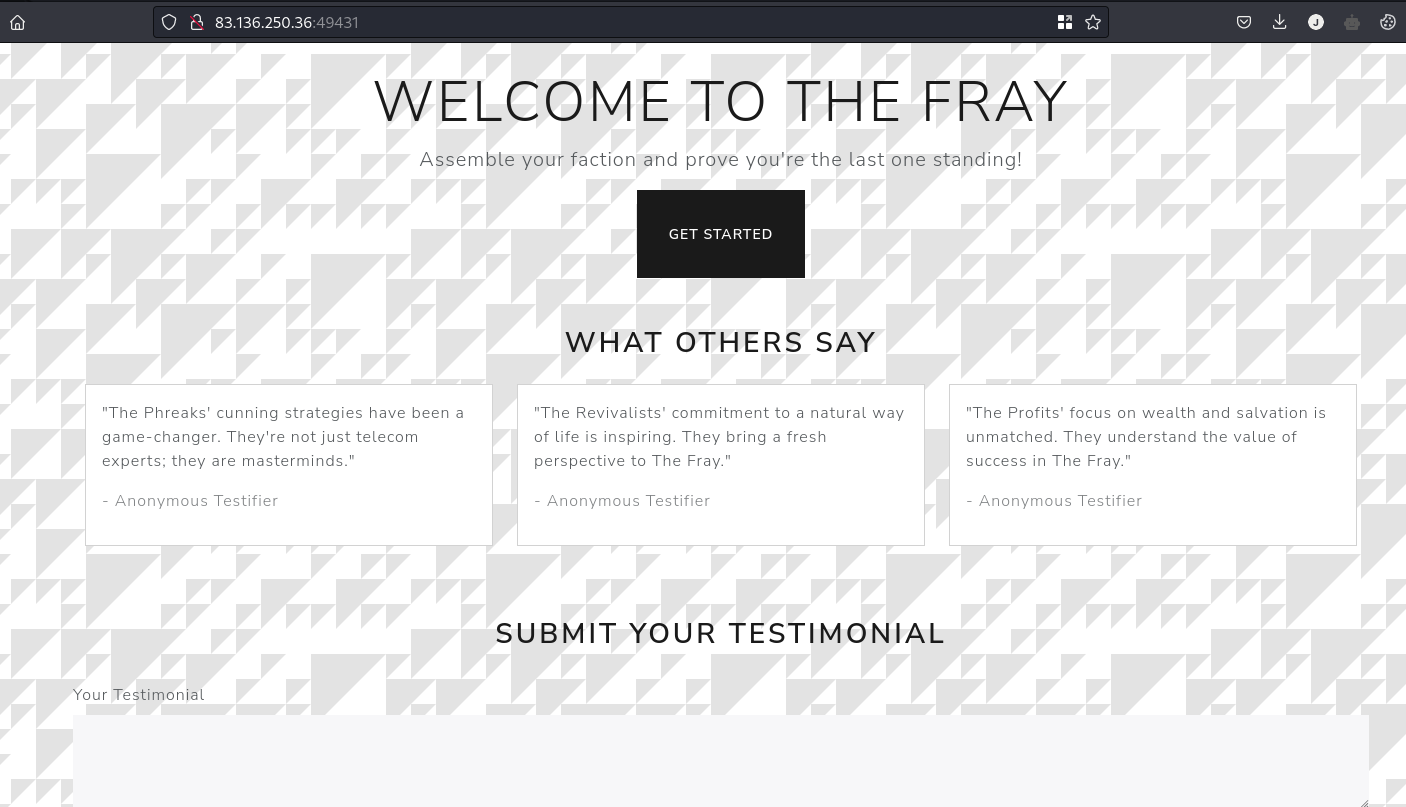 83.136.250.36:49431
WELCOME TO THE FRAY
Assemble your faction and prove you're the last one standing!
GET STARTED
WHAT OTHERS SAY
"The Phreaks' cunning strategies have been a
game-changer. They're not just telecom
experts; they are masterminds."
- Anonymous Testifier
"The Revivalists' commitment to a natural way
of life is inspiring. They bring a fresh
perspective to The Fray."
- Anonymous Testifier
"The Profits' focus on wealth and salvation is
unmatched. They understand the value of
success in The Fray."
- Anonymous Testifier
SUBMIT YOUR TESTIMONIAL
Your Testimonial